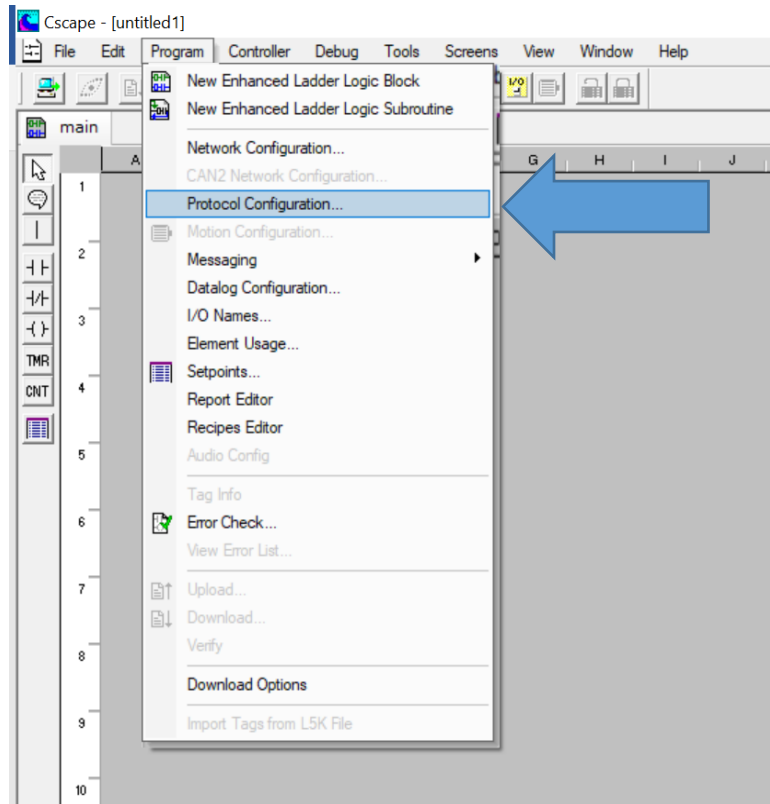 Cscape - [untitled1]
File Edit Program Controller Debug Tools Screens View Window Help
I/O
main
A G H I J
New Enhanced Ladder Logic Block
New Enhanced Ladder Logic Subroutine
Network Configuration...
CAN2 Network Configuration...
Protocol Configuration...
Motion Configuration...
Messaging
Datalog Configuration...
I/O Names...
Element Usage...
Setpoints...
Report Editor
Recipes Editor
Audio Config
Tag Info
Error Check...
View Error List...
Upload...
Download...
Verify
Download Options
Import Tags from L5K File
TMR
CNT
1
2
3
4
5
6
7
8
9
10